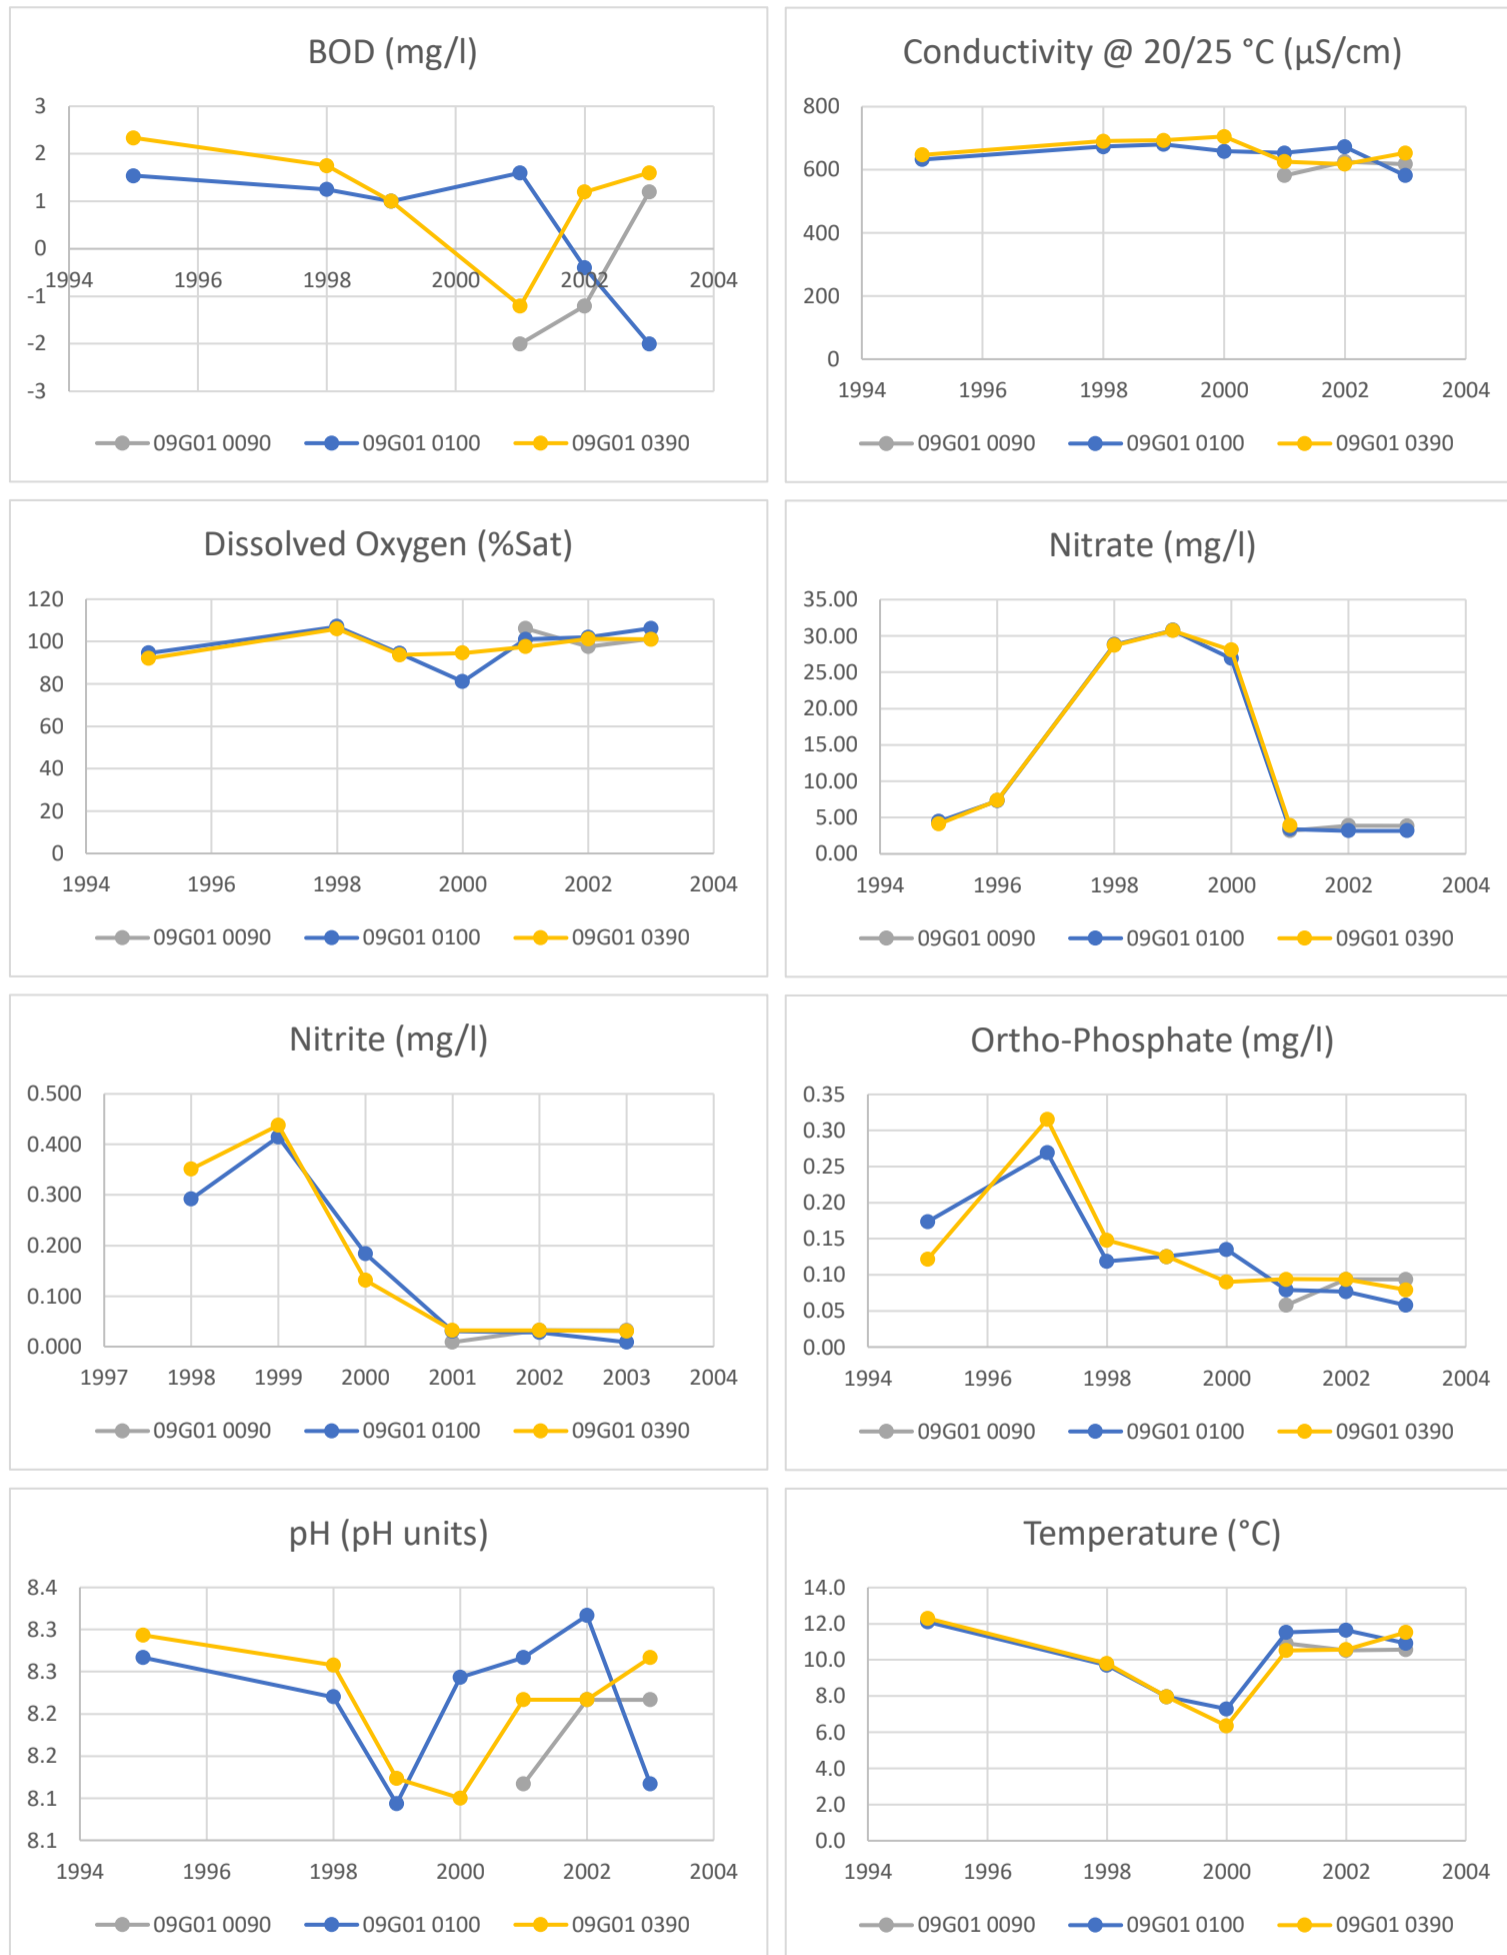 BOD (mg/l)
3
2
1
0
-1
-2
-3
1994 1996 1998 2000 2002 2004
09G01 0090 09G01 0100 09G01 0390
Conductivity @ 20/25 °C (µS/cm)
800
600
400
200
0
1994 1996 1998 2000 2002 2004
09G01 0090 09G01 0100 09G01 0390
Dissolved Oxygen (%Sat)
120
100
80
60
40
20
0
1994 1996 1998 2000 2002 2004
09G01 0090 09G01 0100 09G01 0390
Nitrate (mg/l)
35.00
30.00
25.00
20.00
15.00
10.00
5.00
0.00
1994 1996 1998 2000 2002 2004
09G01 0090 09G01 0100 09G01 0390
Nitrite (mg/l)
0.500
0.400
0.300
0.200
0.100
0.000
1997 1998 1999 2000 2001 2002 2003 2004
09G01 0090 09G01 0100 09G01 0390
Ortho-Phosphate (mg/l)
0.35
0.30
0.25
0.20
0.15
0.10
0.05
0.00
1994 1996 1998 2000 2002 2004
09G01 0090 09G01 0100 09G01 0390
pH (pH units)
8.4
8.3
8.3
8.2
8.2
8.1
8.1
1994 1996 1998 2000 2002 2004
09G01 0090 09G01 0100 09G01 0390
Temperature (°C)
14.0
12.0
10.0
8.0
6.0
4.0
2.0
0.0
1994 1996 1998 2000 2002 2004
09G01 0090 09G01 0100 09G01 0390